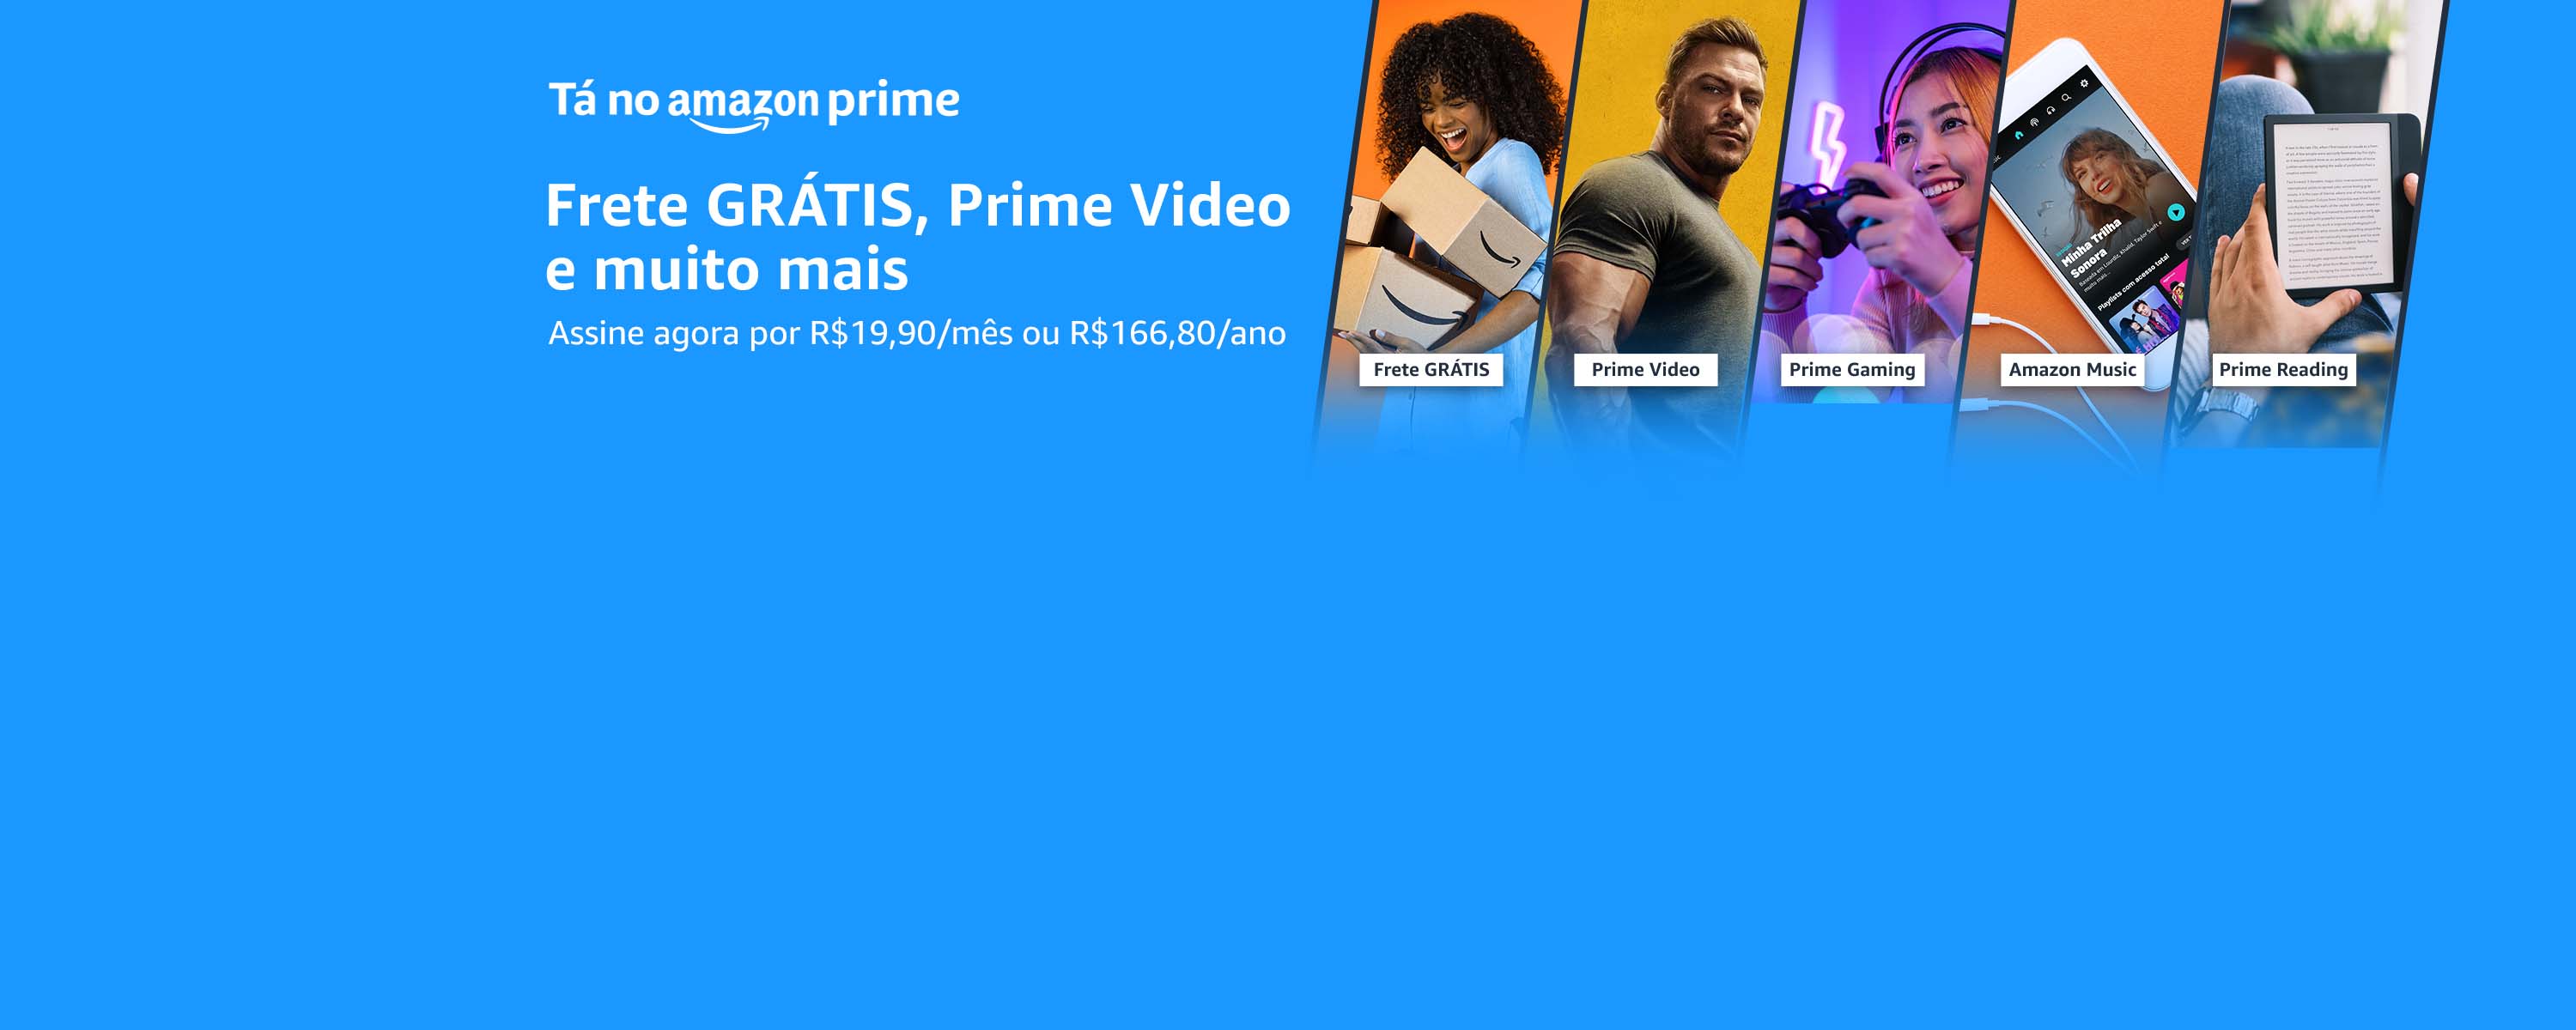 Tá no amazon prime
Frete GRÁTIS, Prime Video
e muito mais
Assine agora por R$19,90/mês ou R$166,80/ano
Frete GRÁTIS
Prime Video
Prime Gaming
Minha Trilha
Sonora
Playlists com acesso total
Amazon Music
Prime Reading